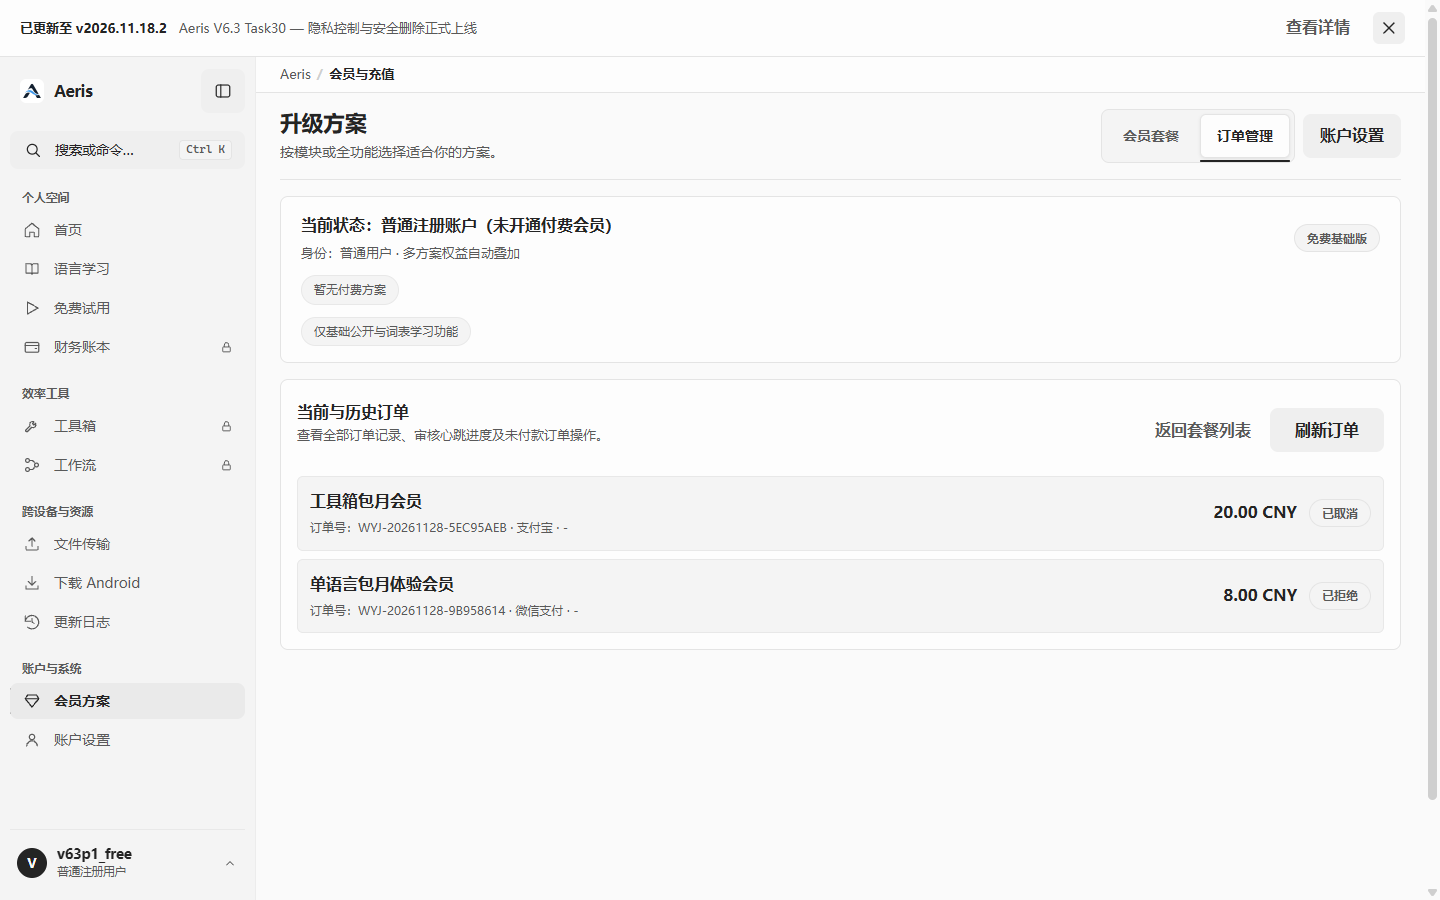 已更新至 v2026.11.18.2 Aeris V6.3 Task30 — 隐私控制与安全删除正式上线
查看详情
Aeris
搜索或命令...
Ctrl K
个人空间
首页
语言学习
免费试用
财务账本
效率工具
工具箱
工作流
跨设备与资源
文件传输
下载 Android
更新日志
账户与系统
会员方案
账户设置
V
v63p1_free
普通注册用户
Aeris / 会员与充值
升级方案
按模块或全功能选择适合你的方案。
会员套餐
订单管理
账户设置
当前状态：普通注册账户（未开通付费会员）
身份：普通用户 · 多方案权益自动叠加
免费基础版
暂无付费方案
仅基础公开与词表学习功能
当前与历史订单
查看全部订单记录、审核心跳进度及未付款订单操作。
返回套餐列表
刷新订单
工具箱包月会员
订单号：WYJ-20261128-5EC95AEB · 支付宝 · -
20.00 CNY
已取消
单语言包月体验会员
订单号：WYJ-20261128-9B958614 · 微信支付 · -
8.00 CNY
已拒绝